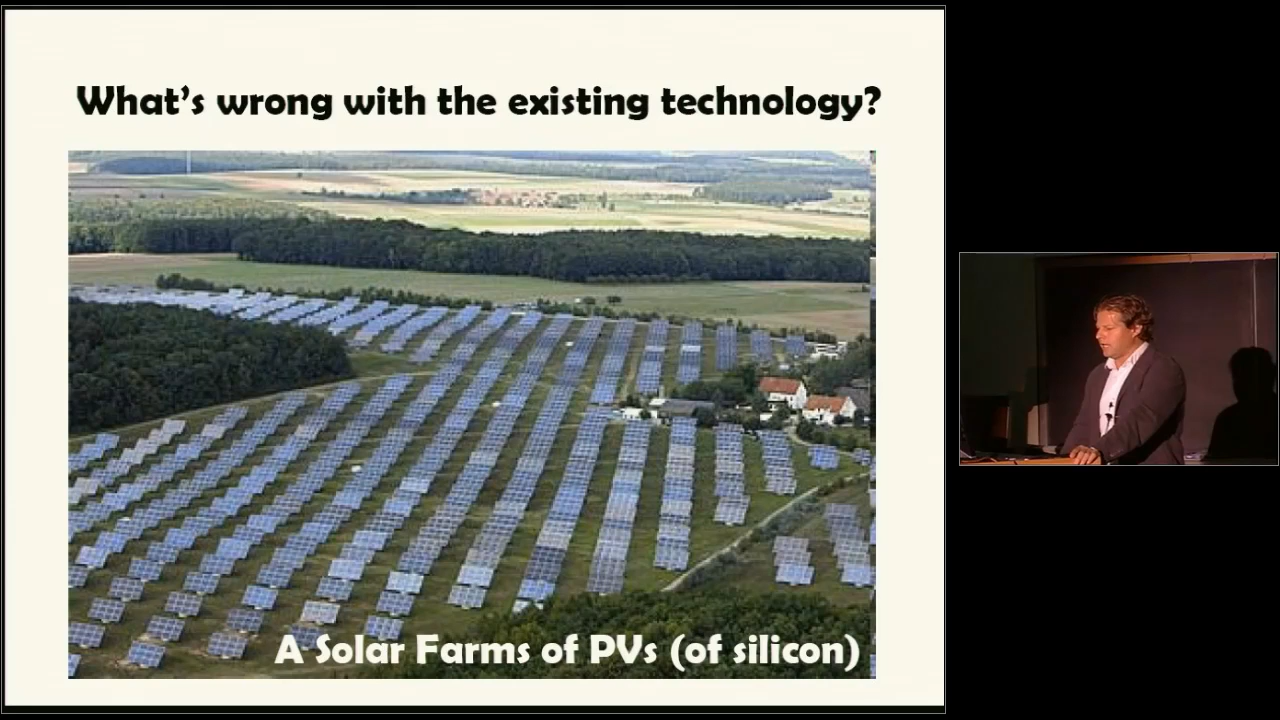 What's wrong with the existing technology?
A Solar Farms of PVs (of silicon)